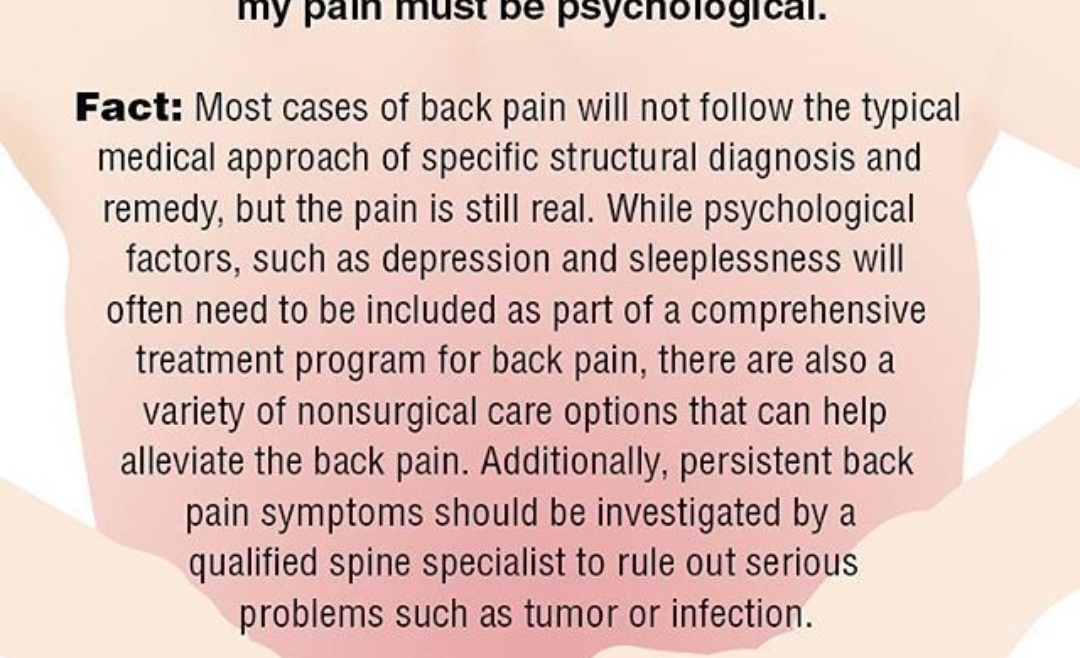 my pain must be psychological.
Fact: Most cases of back pain will not follow the typical
medical approach of specific structural diagnosis and
remedy, but the pain is still real. While psychological
factors, such as depression and sleeplessness will
often need to be included as part of a comprehensive
treatment program for back pain, there are also a
variety of nonsurgical care options that can help
alleviate the back pain. Additionally, persistent back
pain symptoms should be investigated by a
qualified spine specialist to rule out serious
problems such as tumor or infection.